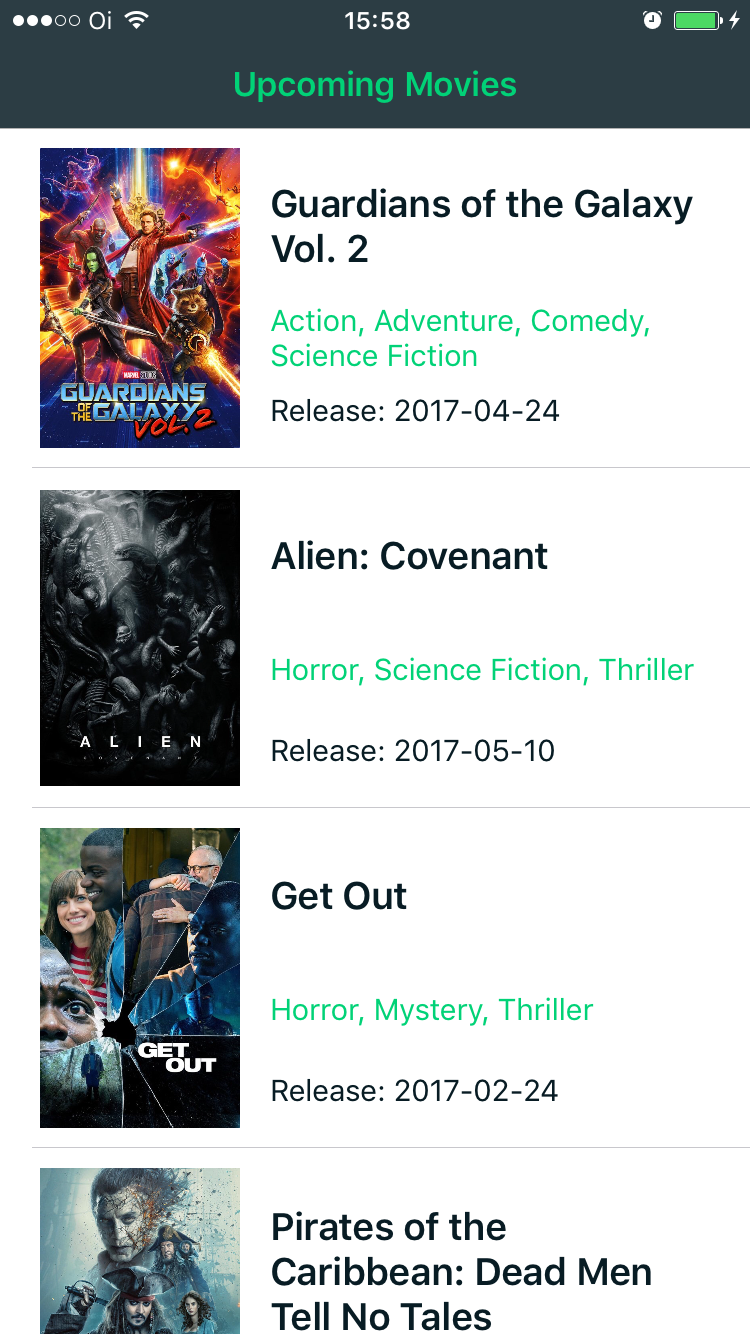 Oi 15:58
Upcoming Movies
MARVEL STUDIOS
GUARDIANS
OF THE GALAXY
VOL. 2
Guardians of the Galaxy
Vol. 2
Action, Adventure, Comedy,
Science Fiction
Release: 2017-04-24
ALIEN
COVENANT
Alien: Covenant
Horror, Science Fiction, Thriller
Release: 2017-05-10
GET
OUT
Get Out
Horror, Mystery, Thriller
Release: 2017-02-24
Pirates of the
Caribbean: Dead Men
Tell No Tales